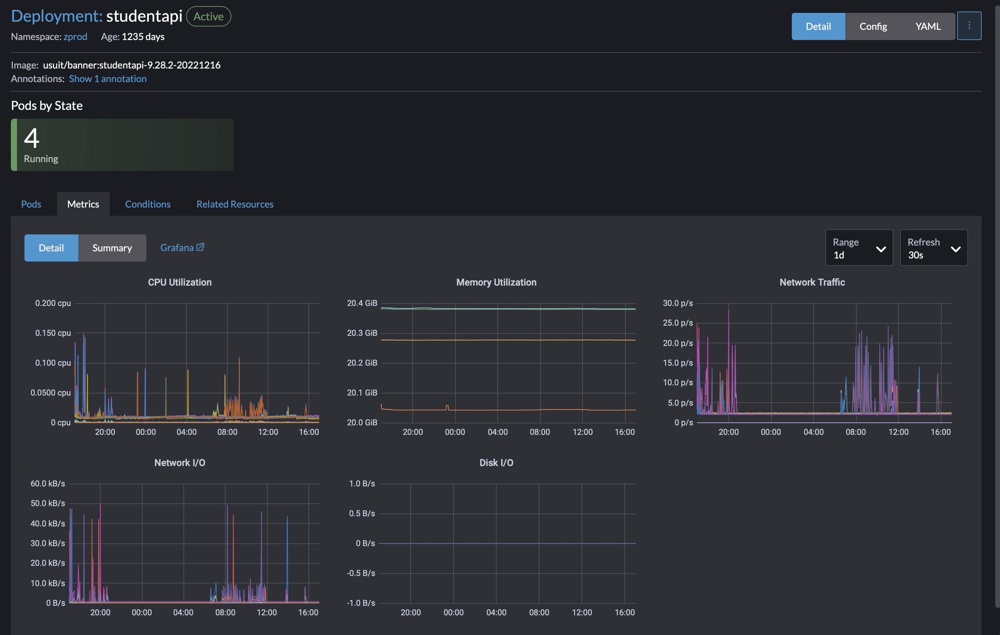 Deployment: studentapi Active
Detail Config YAML
Namespace: zprod Age: 1235 days
Image: usuit/banner:studentapi-9.28.2-20221216
Annotations: Show 1 annotation
Pods by State
4
Running
Pods Metrics Conditions Related Resources
Detail Summary Grafana
Range
1d
Refresh
30s
CPU Utilization
0.200 cpu
0.150 cpu
0.100 cpu
0.0500 cpu
0 cpu
20:00 00:00 04:00 08:00 12:00 16:00
Memory Utilization
20.4 GiB
20.3 GiB
20.2 GiB
20.1 GiB
20.0 GiB
20:00 00:00 04:00 08:00 12:00 16:00
Network Traffic
30.0 p/s
25.0 p/s
20.0 p/s
15.0 p/s
10.0 p/s
5.0 p/s
0 p/s
20:00 00:00 04:00 08:00 12:00 16:00
Network I/O
60.0 kB/s
50.0 kB/s
40.0 kB/s
30.0 kB/s
20.0 kB/s
10.0 kB/s
0 B/s
20:00 00:00 04:00 08:00 12:00 16:00
Disk I/O
1.0 B/s
0.5 B/s
0 B/s
-0.5 B/s
-1.0 B/s
20:00 00:00 04:00 08:00 12:00 16:00